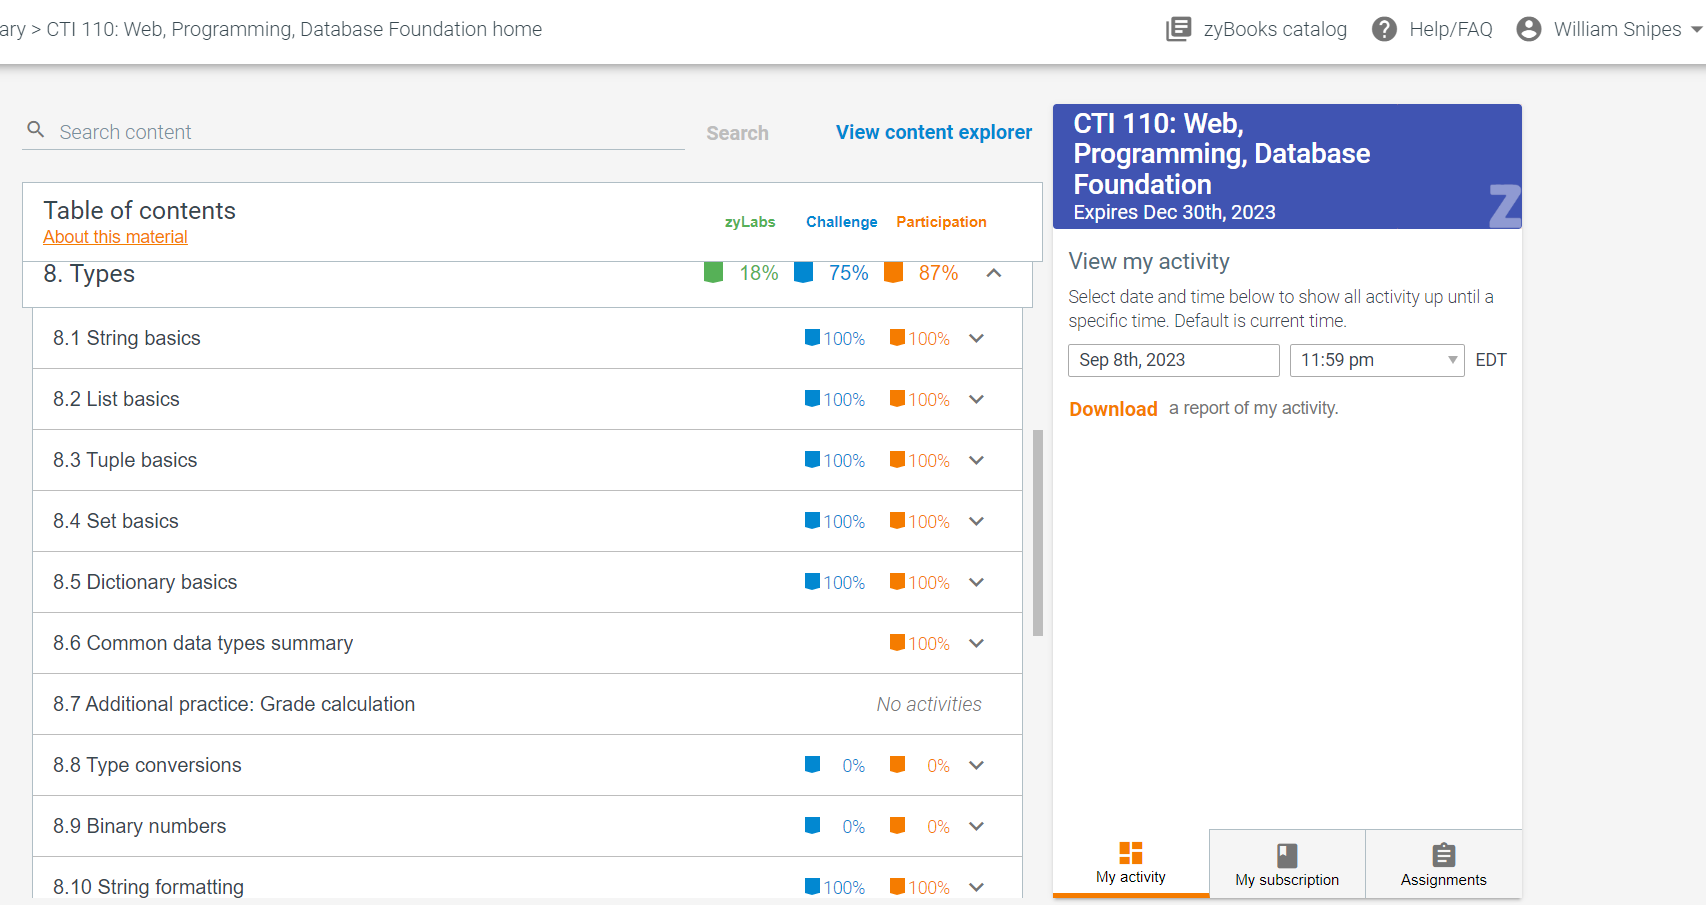 ary > CTI 110: Web, Programming, Database Foundation home
zyBooks catalog
Help/FAQ
William Snipes
Search content
Search
View content explorer
Table of contents
About this material
zyLabs
Challenge
Participation
8. Types
18%
75%
87%
8.1 String basics
100%
100%
8.2 List basics
100%
100%
8.3 Tuple basics
100%
100%
8.4 Set basics
100%
100%
8.5 Dictionary basics
100%
100%
8.6 Common data types summary
100%
8.7 Additional practice: Grade calculation
No activities
8.8 Type conversions
0%
0%
8.9 Binary numbers
0%
0%
8.10 String formatting
100%
100%
CTI 110: Web,
Programming, Database
Foundation
Expires Dec 30th, 2023
Z
View my activity
Select date and time below to show all activity up until a
specific time. Default is current time.
Sep 8th, 2023
11:59 pm
EDT
Download a report of my activity.
My activity
My subscription
Assignments